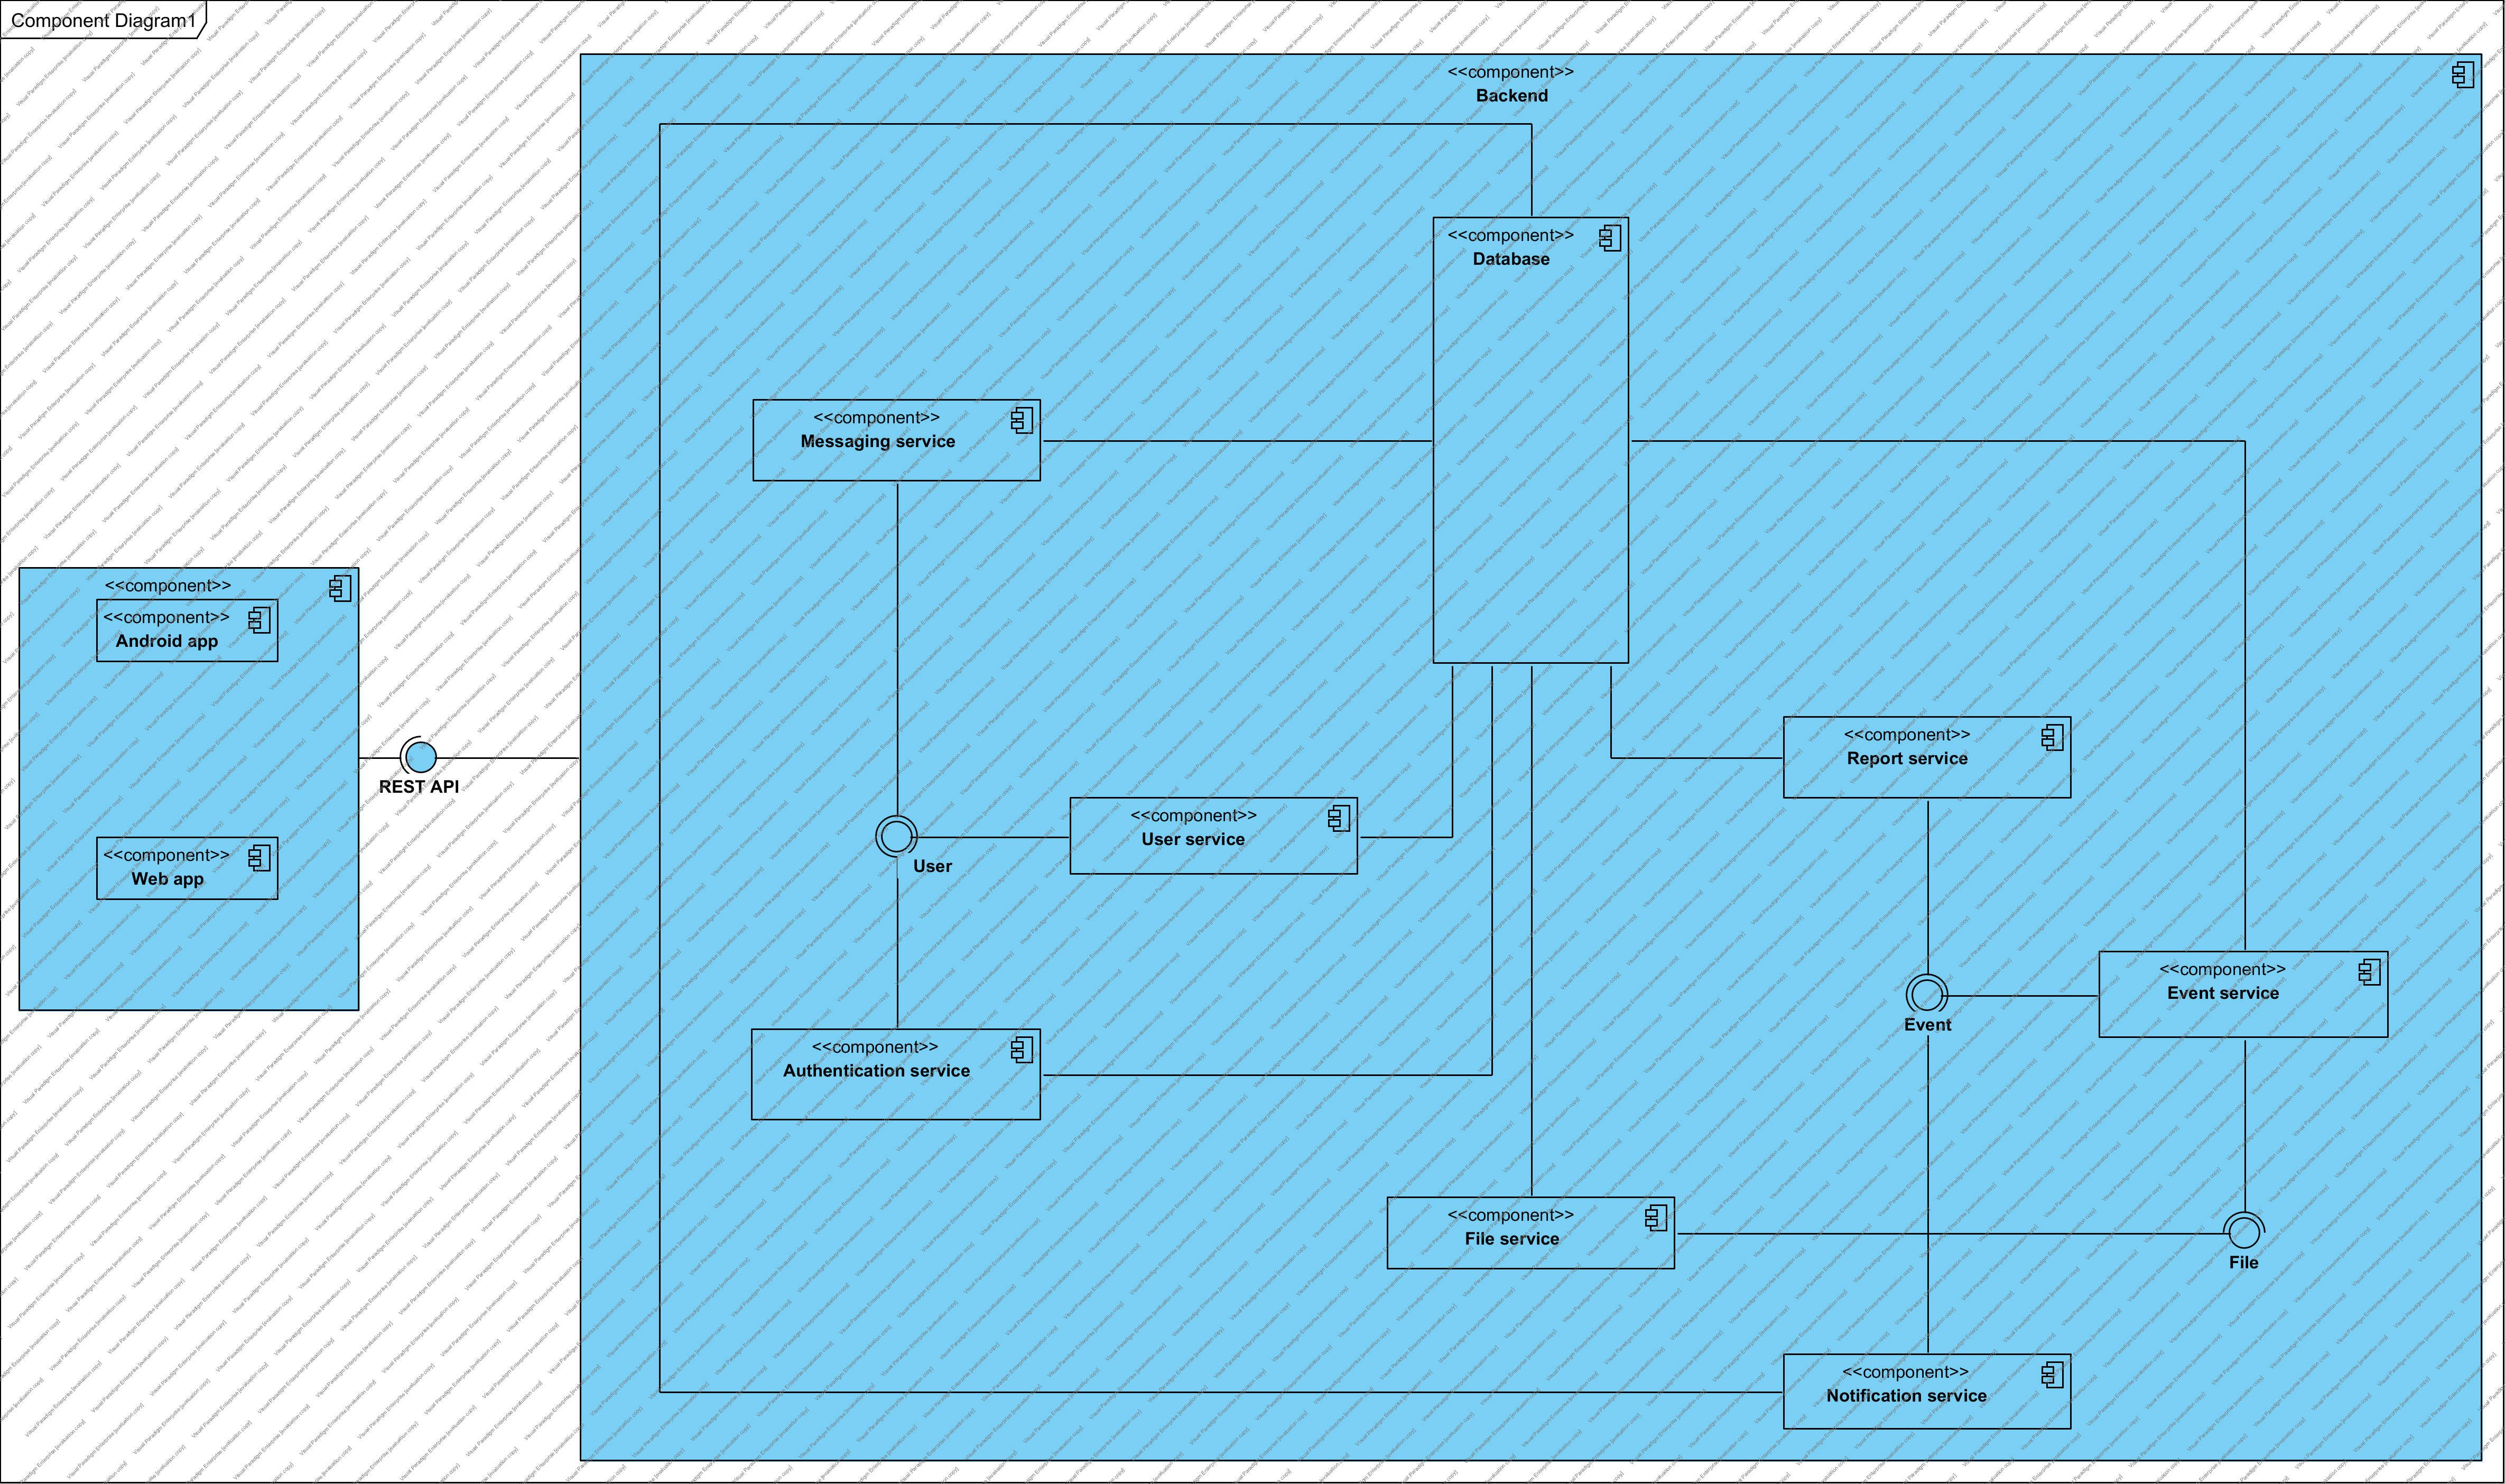 Component Diagram1
<<component>>
Backend
<<component>>
Database
<<component>>
Messaging service
<<component>>
<<component>>
Android app
<<component>>
Report service
REST API
<<component>>
User service
User
<<component>>
Web app
<<component>>
Event service
Event
<<component>>
Authentication service
<<component>>
File service
File
<<component>>
Notification service
Visual Paradigm Enterprise [evaluation copy]